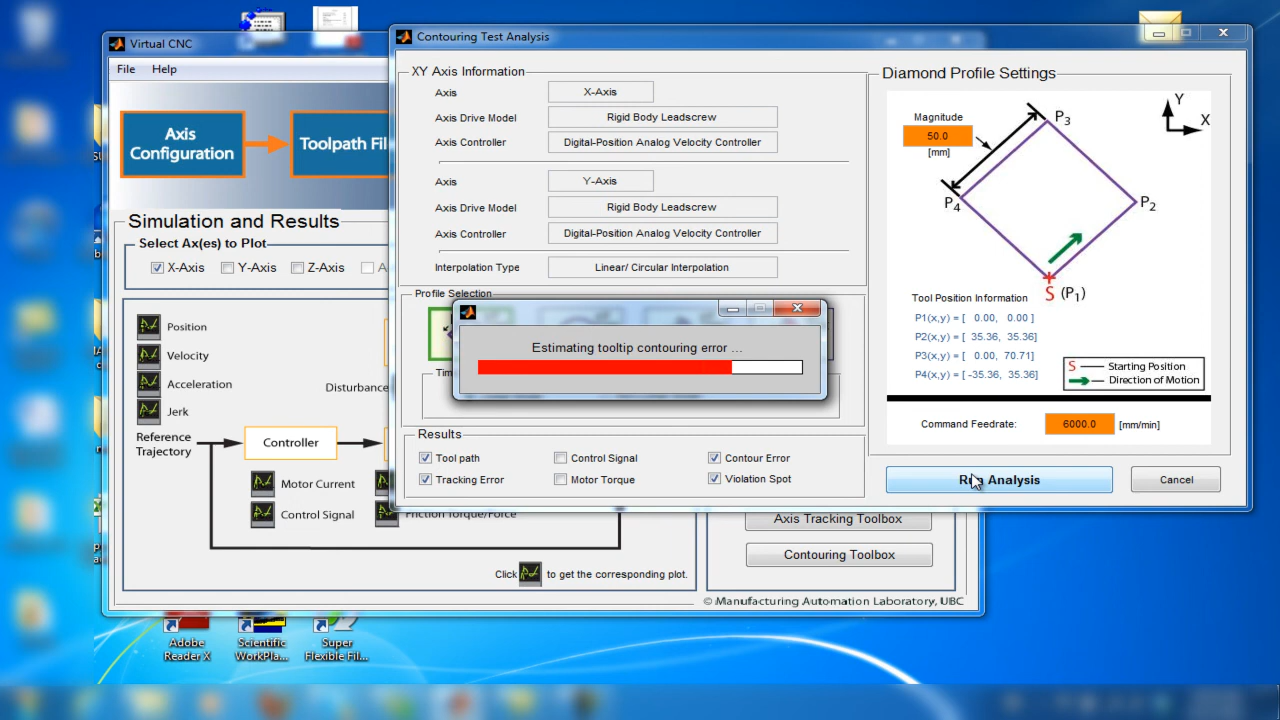 Virtual CNC
File Help
Axis Configuration
Toolpath Fil
Simulation and Results
Select Ax(es) to Plot
X-Axis Y-Axis Z-Axis A
Position
Velocity
Acceleration
Jerk
Disturbance
Reference
Trajectory
Controller
Motor Current
Control Signal
Friction Torque/Force
Click to get the corresponding plot.
Axis Tracking Toolbox
Contouring Toolbox
© Manufacturing Automation Laboratory, UBC
Contouring Test Analysis
XY Axis Information
Axis X-Axis
Axis Drive Model Rigid Body Leadscrew
Axis Controller Digital-Position Analog Velocity Controller
Axis Y-Axis
Axis Drive Model Rigid Body Leadscrew
Axis Controller Digital-Position Analog Velocity Controller
Interpolation Type Linear/ Circular Interpolation
Profile Selection
Estimating tooltip contouring error ...
Tim
Results
Tool path Control Signal Contour Error
Tracking Error Motor Torque Violation Spot
Diamond Profile Settings
Magnitude
50.0
[mm]
P3
Y
X
P4
P2
S (P1)
Tool Position Information
P1(x,y) = [ 0.00, 0.00 ]
P2(x,y) = [ 35.36, 35.36]
P3(x,y) = [ 0.00, 70.71]
P4(x,y) = [ -35.36, 35.36]
S Starting Position
Direction of Motion
Command Feedrate: 6000.0 [mm/min]
Run Analysis
Cancel
Adobe
Reader X
Scientific
WorkPla...
Super
Flexible Fil...